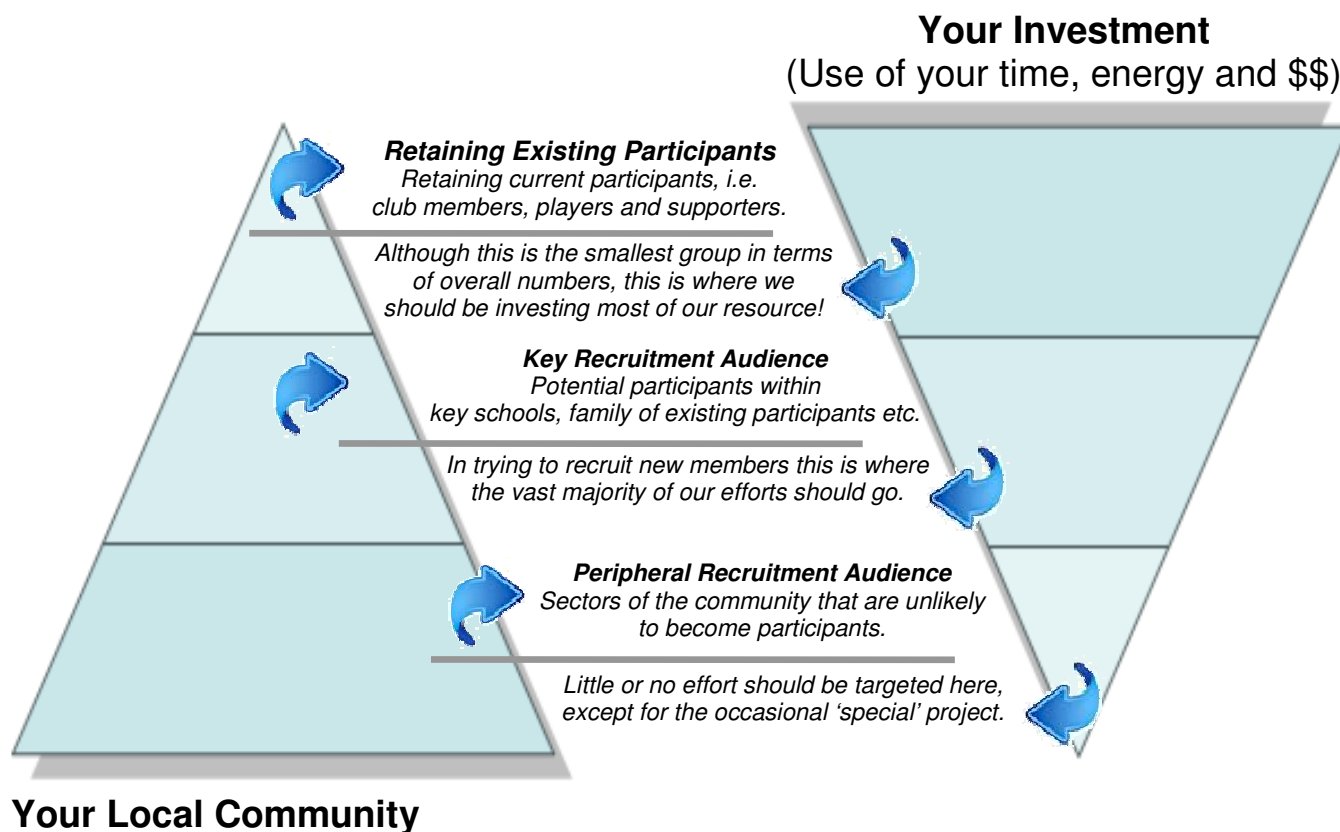 Your Investment
(Use of your time, energy and $$)
Retaining Existing Participants
Retaining current participants, i.e.
club members, players and supporters.
Although this is the smallest group in terms
of overall numbers, this is where we
should be investing most of our resource!
Key Recruitment Audience
Potential participants within
key schools, family of existing participants etc.
In trying to recruit new members this is where
the vast majority of our efforts should go.
Peripheral Recruitment Audience
Sectors of the community that are unlikely
to become participants.
Little or no effort should be targeted here,
except for the occasional ‘special’ project.
Your Local Community